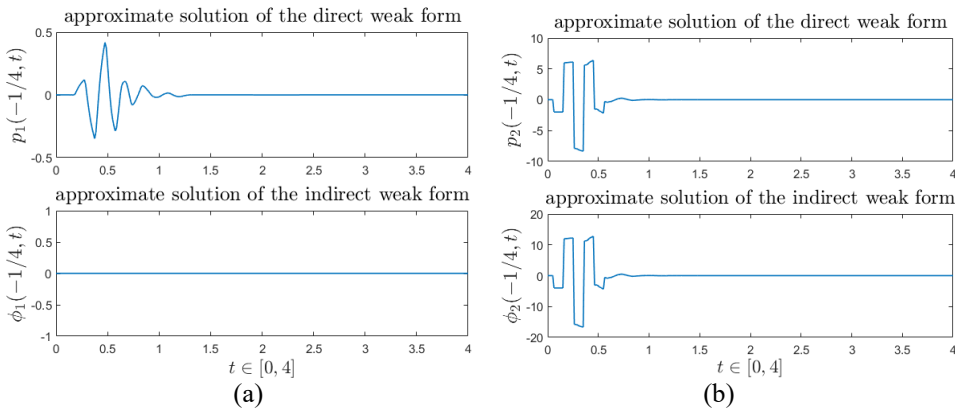 approximate solution of the direct weak form
0.5
0
-0.5
p₁(−1/4, t)
0 0.5 1 1.5 2 2.5 3 3.5 4
approximate solution of the indirect weak form
1
0.5
0
-0.5
-1
ϕ₁(−1/4, t)
0 0.5 1 1.5 2 2.5 3 3.5 4
t ∈ [0, 4]
(a)
approximate solution of the direct weak form
10
5
0
-5
-10
p₂(−1/4, t)
0 0.5 1 1.5 2 2.5 3 3.5 4
approximate solution of the indirect weak form
20
10
0
-10
-20
ϕ₂(−1/4, t)
0 0.5 1 1.5 2 2.5 3 3.5 4
t ∈ [0, 4]
(b)